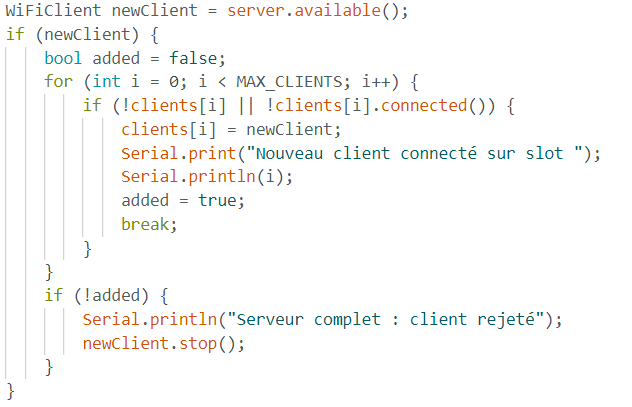 WiFiClient newClient = server.available();
if (newClient) {
    bool added = false;
    for (int i = 0; i < MAX_CLIENTS; i++) {
        if (!clients[i] || !clients[i].connected()) {
            clients[i] = newClient;
            Serial.print("Nouveau client connecté sur slot ");
            Serial.println(i);
            added = true;
            break;
        }
    }
    if (!added) {
        Serial.println("Serveur complet : client rejeté");
        newClient.stop();
    }
}